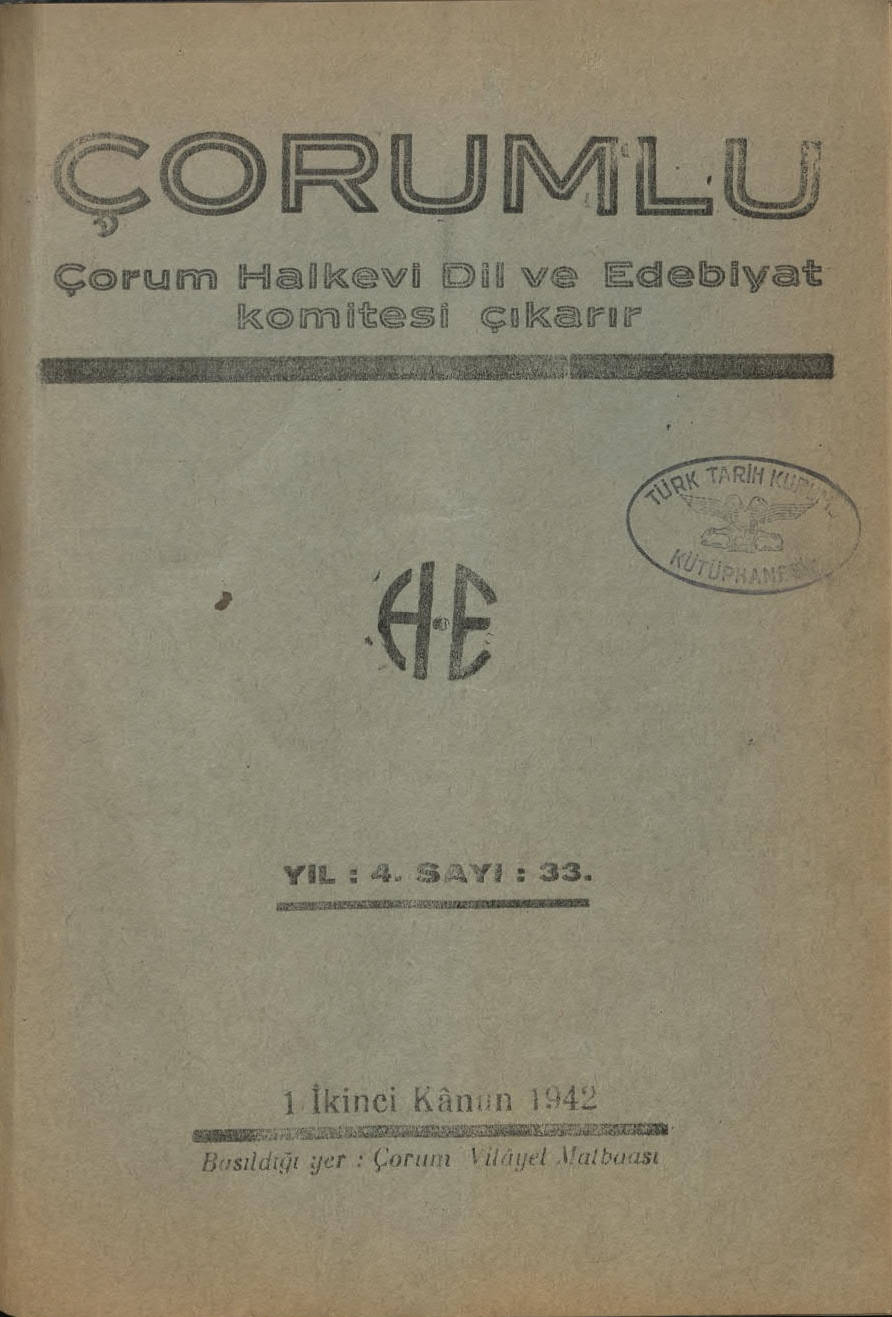 ÇORUMLU
Çorum Halkevi Dil ve Edebiyat
komitesi çıkarır
TÜRK TARİH KURUMU
KÜTÜPHANESİ
H·E
YIL : 4. SAYI : 33.
1 İkinci Kânun 1942
Basıldığı yer : Çorum Vilâyet Matbaası